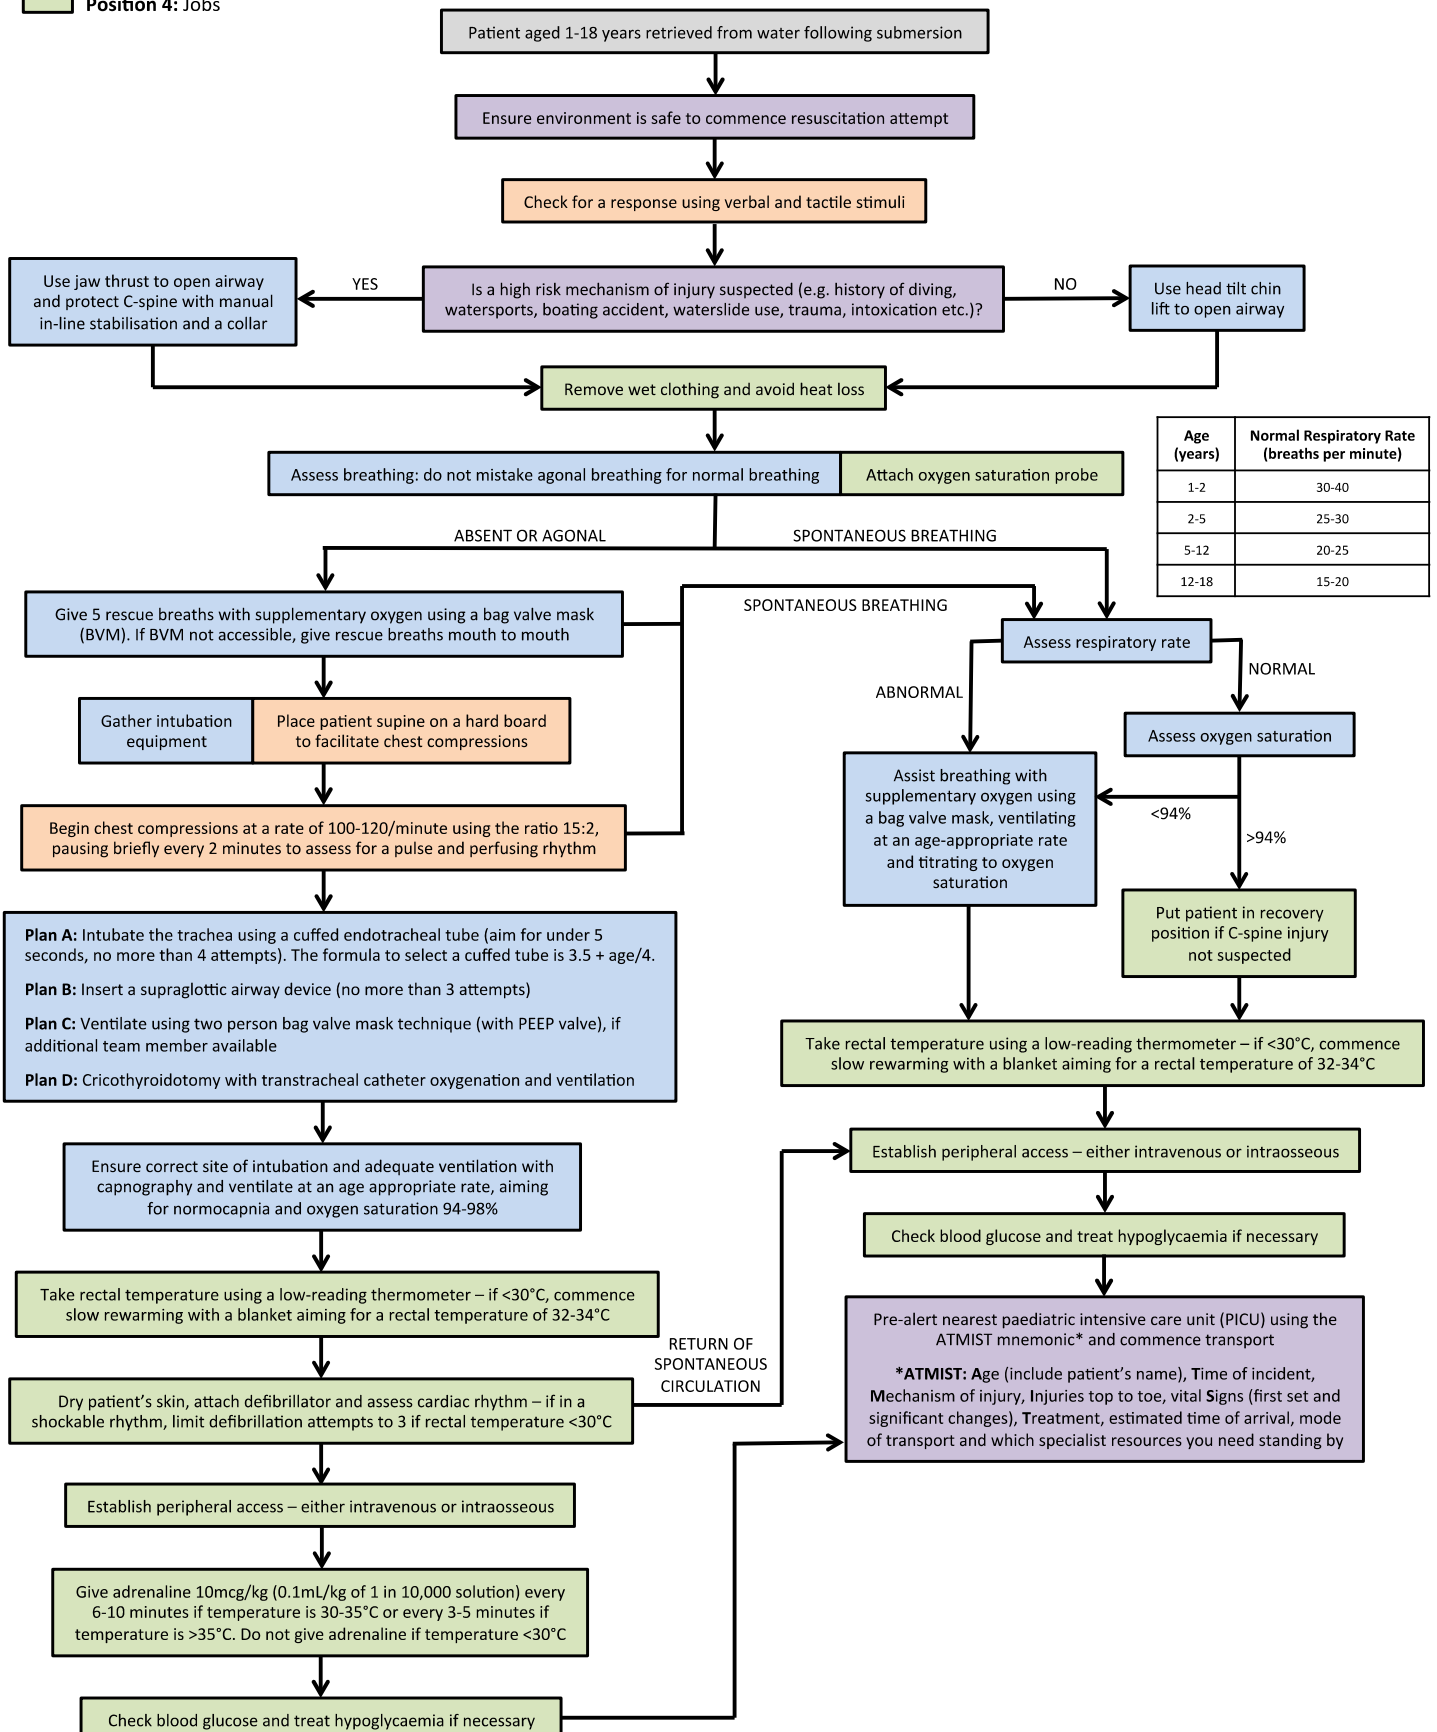 Position 4: Jobs
Patient aged 1-18 years retrieved from water following submersion
Ensure environment is safe to commence resuscitation attempt
Check for a response using verbal and tactile stimuli
Use jaw thrust to open airway
and protect C-spine with manual
in-line stabilisation and a collar
YES
Is a high risk mechanism of injury suspected (e.g. history of diving,
watersports, boating accident, waterslide use, trauma, intoxication etc.)?
NO
Use head tilt chin
lift to open airway
Remove wet clothing and avoid heat loss
Age
(years)
Normal Respiratory Rate
(breaths per minute)
1-2
30-40
2-5
25-30
5-12
20-25
12-18
15-20
Assess breathing: do not mistake agonal breathing for normal breathing
Attach oxygen saturation probe
ABSENT OR AGONAL
SPONTANEOUS BREATHING
Give 5 rescue breaths with supplementary oxygen using a bag valve mask
(BVM). If BVM not accessible, give rescue breaths mouth to mouth
SPONTANEOUS BREATHING
Assess respiratory rate
ABNORMAL
NORMAL
Gather intubation
equipment
Place patient supine on a hard board
to facilitate chest compressions
Assess oxygen saturation
Assist breathing with
supplementary oxygen using
a bag valve mask, ventilating
at an age-appropriate rate
and titrating to oxygen
saturation
<94%
>94%
Begin chest compressions at a rate of 100-120/minute using the ratio 15:2,
pausing briefly every 2 minutes to assess for a pulse and perfusing rhythm
Put patient in recovery
position if C-spine injury
not suspected
Plan A: Intubate the trachea using a cuffed endotracheal tube (aim for under 5
seconds, no more than 4 attempts). The formula to select a cuffed tube is 3.5 + age/4.
Plan B: Insert a supraglottic airway device (no more than 3 attempts)
Plan C: Ventilate using two person bag valve mask technique (with PEEP valve), if
additional team member available
Plan D: Cricothyroidotomy with transtracheal catheter oxygenation and ventilation
Take rectal temperature using a low-reading thermometer – if <30°C, commence
slow rewarming with a blanket aiming for a rectal temperature of 32-34°C
Ensure correct site of intubation and adequate ventilation with
capnography and ventilate at an age appropriate rate, aiming
for normocapnia and oxygen saturation 94-98%
Establish peripheral access – either intravenous or intraosseous
Check blood glucose and treat hypoglycaemia if necessary
Take rectal temperature using a low-reading thermometer – if <30°C, commence
slow rewarming with a blanket aiming for a rectal temperature of 32-34°C
RETURN OF
SPONTANEOUS
CIRCULATION
Pre-alert nearest paediatric intensive care unit (PICU) using the
ATMIST mnemonic* and commence transport
*ATMIST: Age (include patient's name), Time of incident,
Mechanism of injury, Injuries top to toe, vital Signs (first set and
significant changes), Treatment, estimated time of arrival, mode
of transport and which specialist resources you need standing by
Dry patient's skin, attach defibrillator and assess cardiac rhythm – if in a
shockable rhythm, limit defibrillation attempts to 3 if rectal temperature <30°C
Establish peripheral access – either intravenous or intraosseous
Give adrenaline 10mcg/kg (0.1mL/kg of 1 in 10,000 solution) every
6-10 minutes if temperature is 30-35°C or every 3-5 minutes if
temperature is >35°C. Do not give adrenaline if temperature <30°C
Check blood glucose and treat hypoglycaemia if necessary